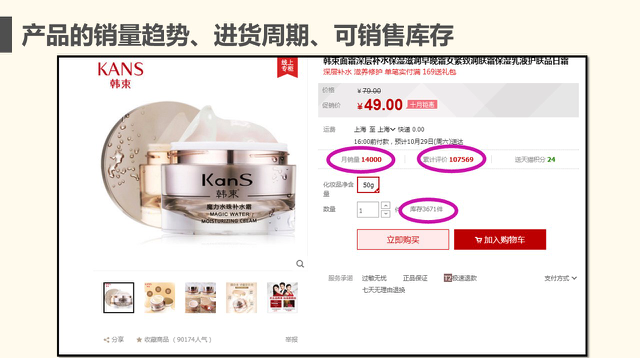 产品的销量趋势、进货周期、可销售库存
KANS
韩束
线上
专柜
韩束面霜深层补水保湿滋润早晚霜女紧致润肤霜保湿乳液护肤品日霜
深层补水 滋养修护 单笔实付满 169送礼包
价格 ¥79.00
促销价 ¥49.00 十月钜惠
运费 上海 至 上海 快递 0.00
16:00前付款，预计10月29日(周六)送达
月销量 14000 累计评价 107569 送天猫积分 24
化妆品净含量 50g
数量 1 件 库存3671件
立即购买 加入购物车
服务承诺 过敏无忧 正品保证 极速退款 支付方式
七天无理由退换
KanS
韩束
魔力水珠补水霜
MAGIC WATER
MOISTURIZING CREAM
分享 收藏商品（90174人气） 举报